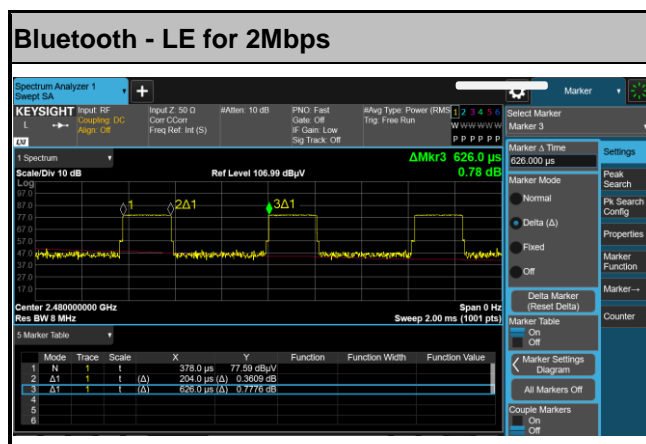 Bluetooth - LE for 2Mbps
Spectrum Analyzer 1
Swept SA
Marker
KEYSIGHT
L
LXI
Input: RF
Coupling: DC
Align: Off
Input Z: 50 Ω
Corr CCorr
Freq Ref: Int (S)
#Atten: 10 dB
PNO: Fast
Gate: Off
IF Gain: Low
Sig Track: Off
#Avg Type: Power (RMS
Trig: Free Run
1 2 3 4 5 6
W W W W W W
P P P P P P
Select Marker
Marker 3
1 Spectrum
ΔMkr3 626.0 µs
0.78 dB
Scale/Div 10 dB
Ref Level 106.99 dBµV
Log
97.0
87.0
77.0
67.0
57.0
47.0
37.0
27.0
17.0
1
2Δ1
3Δ1
Center 2.480000000 GHz
Res BW 8 MHz
Span 0 Hz
Sweep 2.00 ms (1001 pts)
Marker Δ Time
626.000 µs
Marker Mode
Normal
Delta (Δ)
Fixed
Off
Delta Marker
(Reset Delta)
Marker Table
On
Off
Marker Settings
Diagram
All Markers Off
Couple Markers
On
Off
Settings
Peak
Search
Pk Search
Config
Properties
Marker
Function
Marker→
Counter
5 Marker Table
Mode Trace Scale X Y Function Function Width Function Value
1 N 1 t 378.0 µs 77.59 dBµV
2 Δ1 1 t (Δ) 204.0 µs (Δ) 0.3609 dB
3 Δ1 1 t (Δ) 626.0 µs (Δ) 0.7776 dB
4
5
6